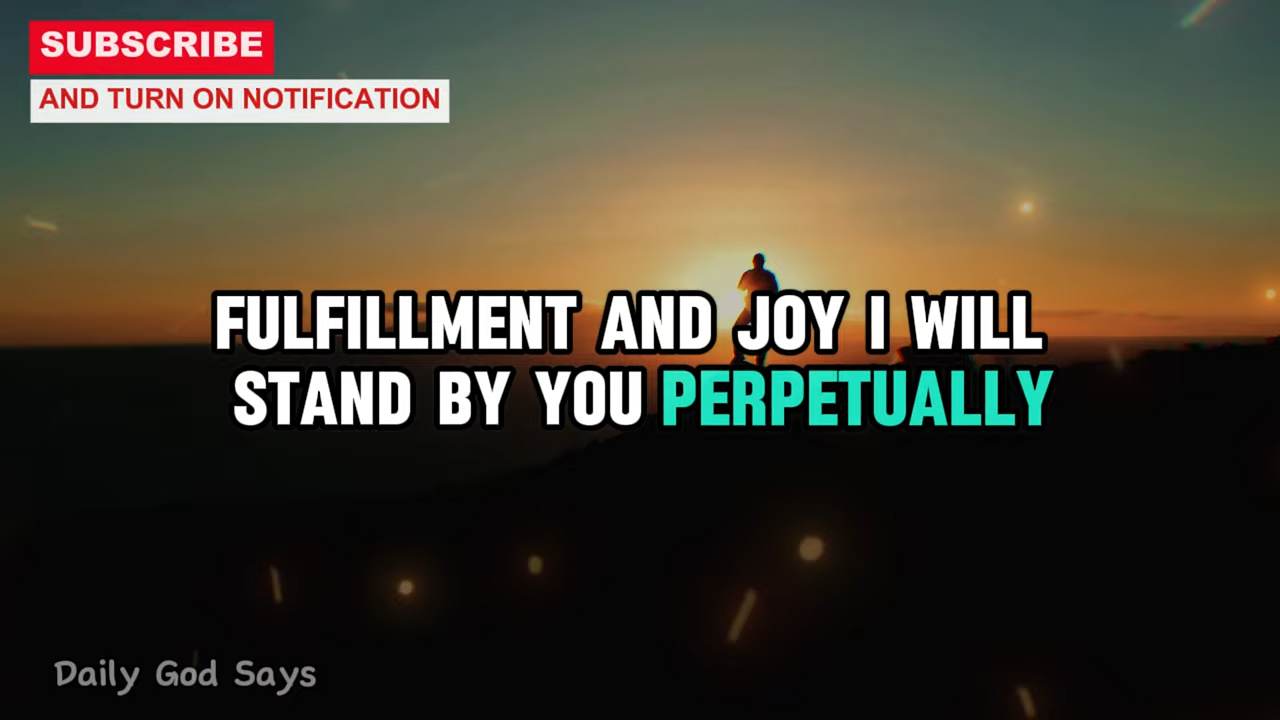 SUBSCRIBE
AND TURN ON NOTIFICATION
FULFILLMENT AND JOY I WILL
STAND BY YOU PERPETUALLY
Daily God Says